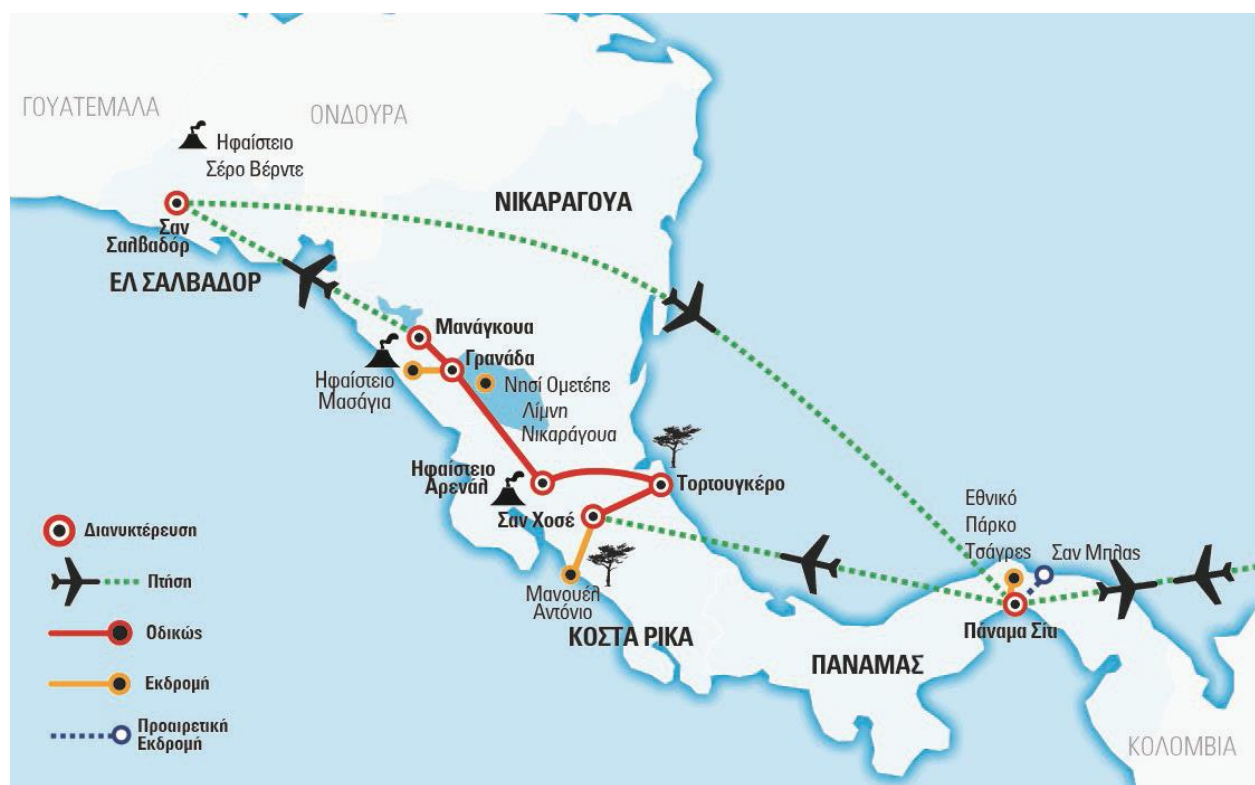 ΓΟΥΑΤΕΜΑΛΑ
ΟΝΔΟΥΡΑ
Ηφαίστειο
Σέρο Βέρντε
ΝΙΚΑΡΑΓΟΥΑ
Σαν
Σαλβαδόρ
ΕΛ ΣΑΛΒΑΔΟΡ
Μανάγκουα
Γρανάδα
Ηφαίστειο
Μασάγια
Νησί Ομετέπε
Λίμνη
Νικαράγουα
Ηφαίστειο
Αρενάλ
Τορτουγκέρο
Σαν Χοσέ
Εθνικό
Πάρκο
Τσάγρες
Σαν Μπλας
Μανουέλ
Αντόνιο
ΚΟΣΤΑ ΡΙΚΑ
Πάναμα Σίτι
ΠΑΝΑΜΑΣ
ΚΟΛΟΜΒΙΑ
Διανυκτέρευση
Πτήση
Οδικώς
Εκδρομή
Προαιρετική
Εκδρομή